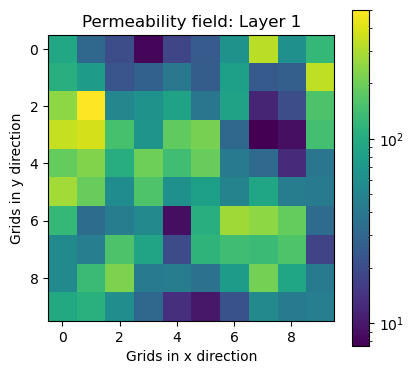 Permeability field: Layer 1
Grids in y direction
0
2
4
6
8
0 2 4 6 8
Grids in x direction
10²
10¹